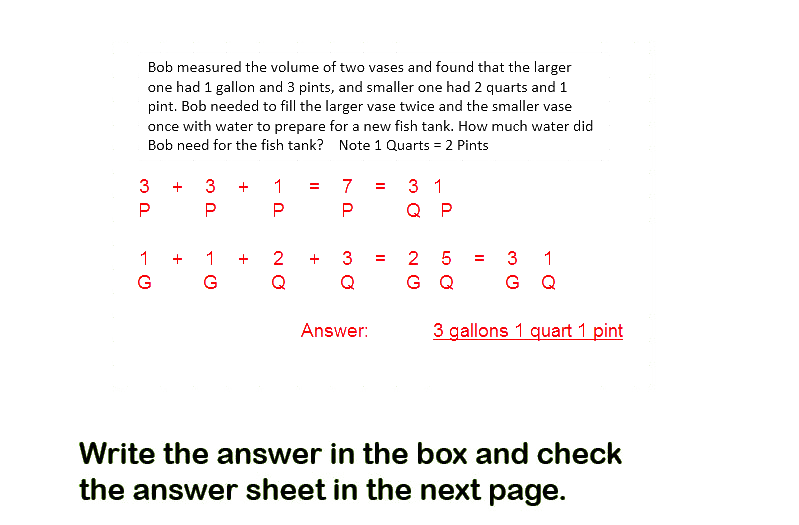 Bob measured the volume of two vases and found that the larger
one had 1 gallon and 3 pints, and smaller one had 2 quarts and 1
pint. Bob needed to fill the larger vase twice and the smaller vase
once with water to prepare for a new fish tank. How much water did
Bob need for the fish tank? Note 1 Quarts = 2 Pints
3 + 3 + 1 = 7 = 3 1
P P P P Q P
1 + 1 + 2 + 3 = 2 5 = 3 1
G G Q Q G Q G Q
Answer: 3 gallons 1 quart 1 pint
Write the answer in the box and check
the answer sheet in the next page.